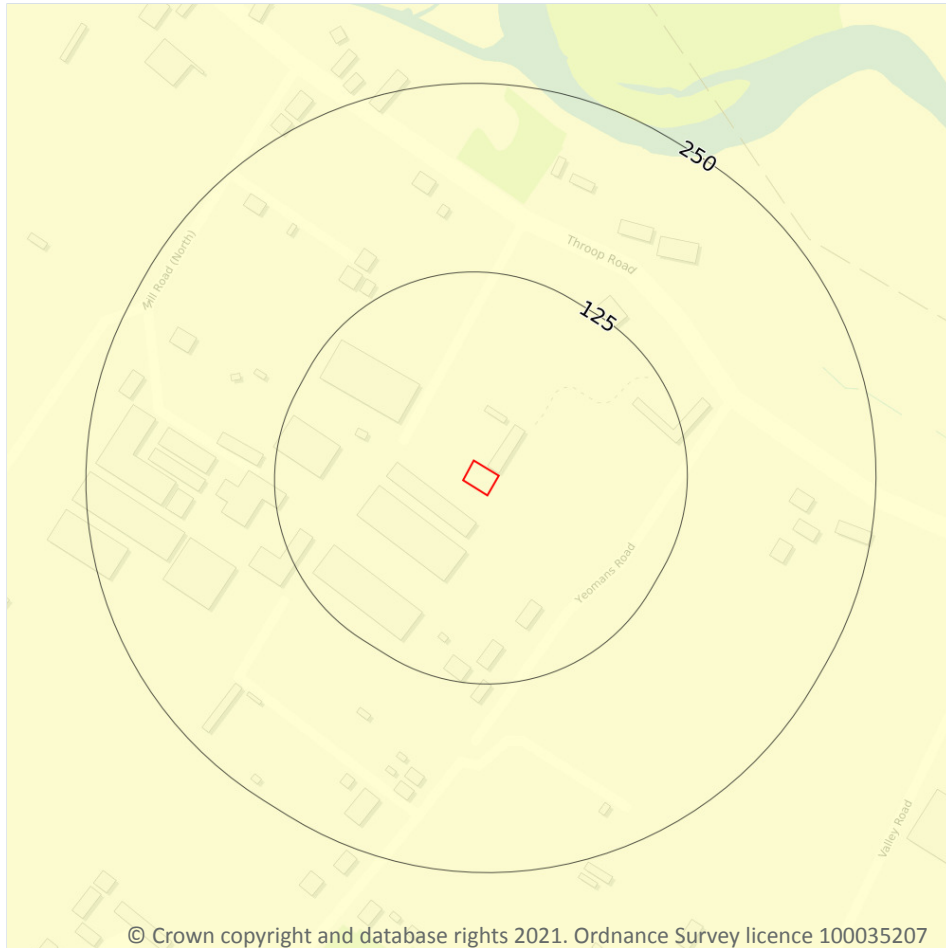 250
Throop Road
Mill Road (North)
125
Yeomans Road
Valley Road
© Crown copyright and database rights 2021. Ordnance Survey licence 100035207